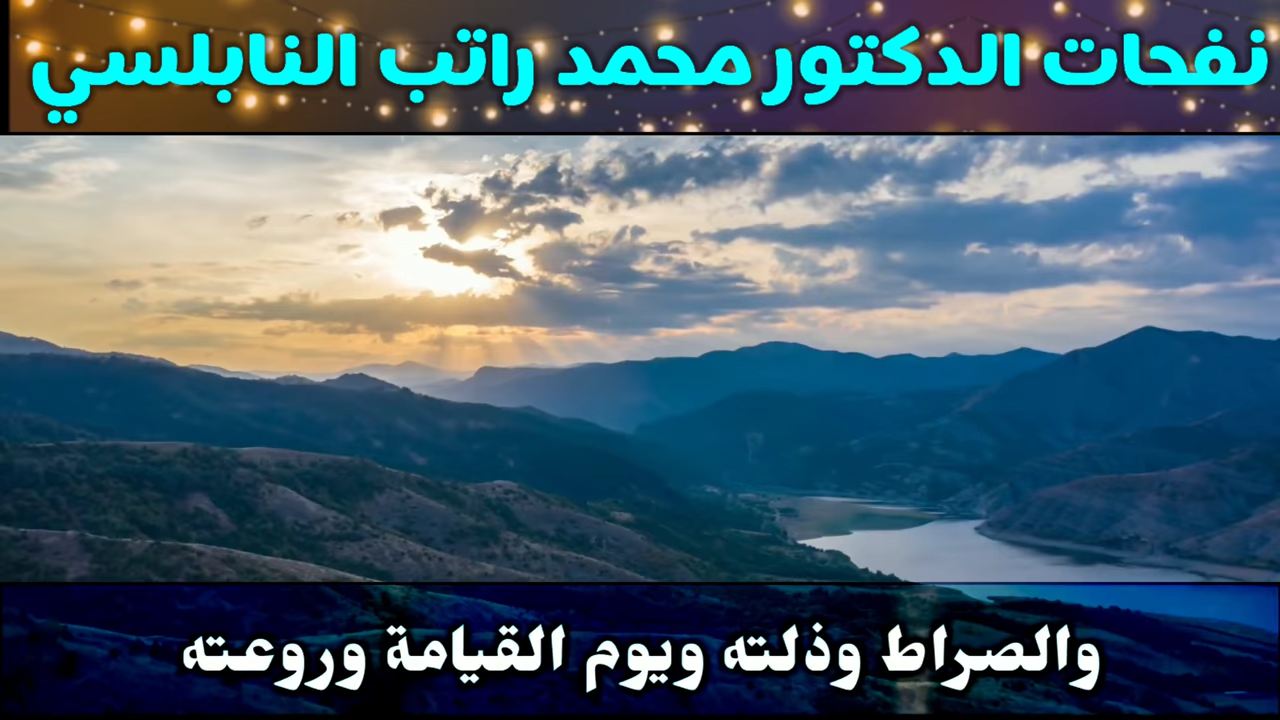 نفحات الدكتور محمد راتب النابلسي
والصراط وذلته ويوم القيامة وروعته